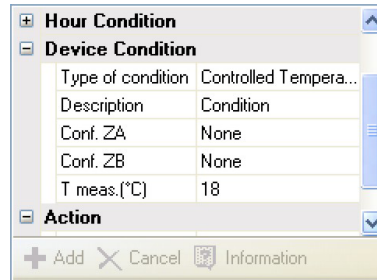 Hour Condition
Device Condition
Type of condition Controlled Tempera...
Description Condition
Conf. ZA None
Conf. ZB None
T meas.(°C) 18
Action
Add Cancel Information